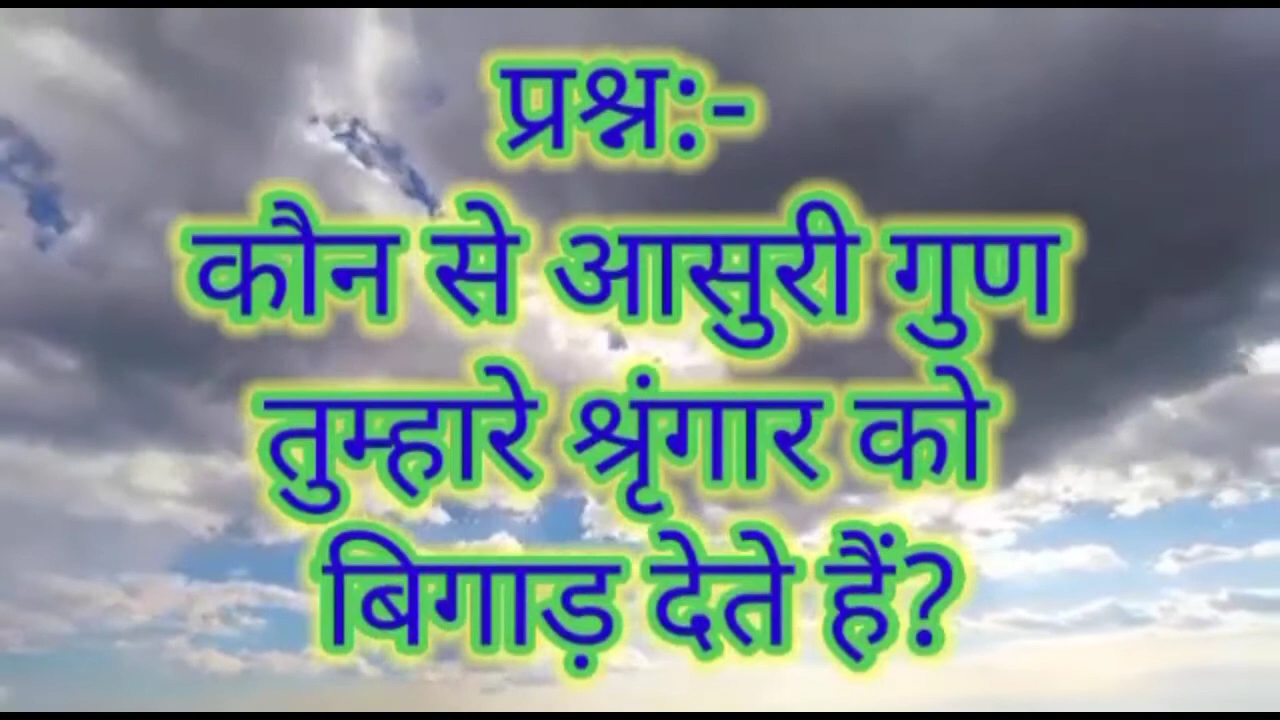 प्रश्न:-
कौन से आसुरी गुण
तुम्हारे श्रृंगार को
बिगाड़ देते हैं?